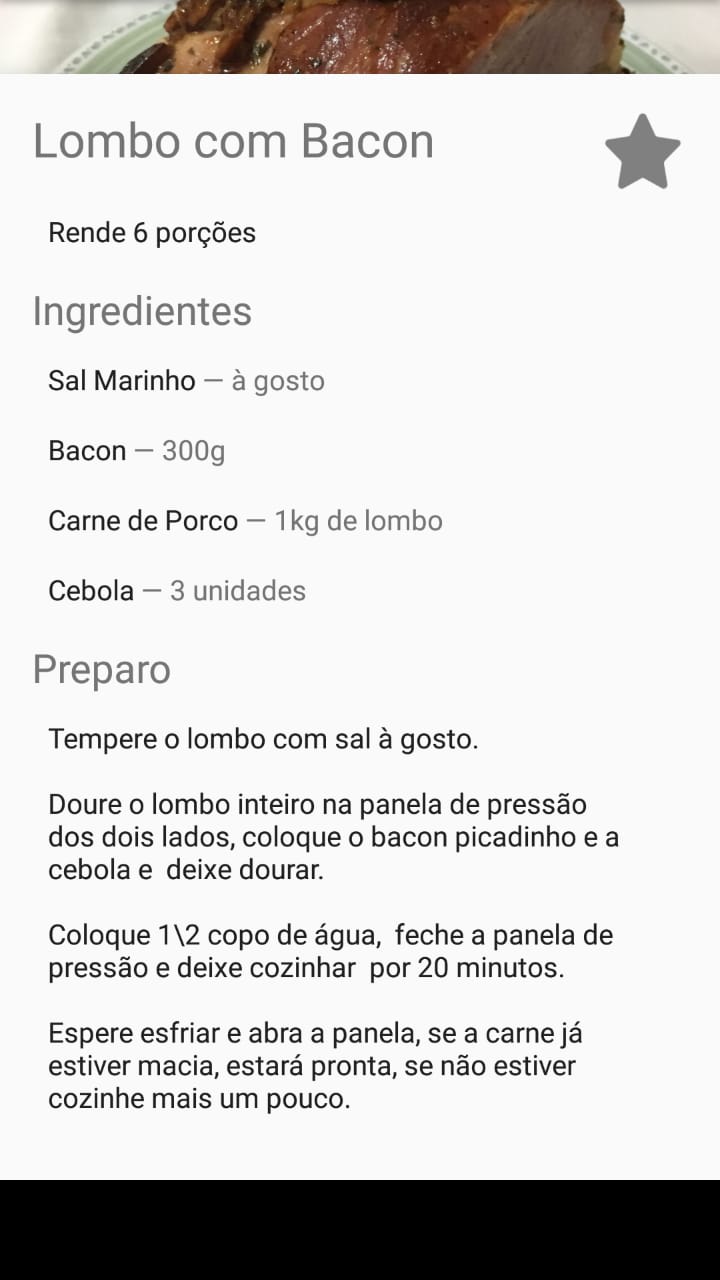 Lombo com Bacon
Rende 6 porções
Ingredientes
Sal Marinho — à gosto
Bacon — 300g
Carne de Porco — 1kg de lombo
Cebola — 3 unidades
Preparo
Tempere o lombo com sal à gosto.
Doure o lombo inteiro na panela de pressão
dos dois lados, coloque o bacon picadinho e a
cebola e  deixe dourar.
Coloque 1\2 copo de água,  feche a panela de
pressão e deixe cozinhar  por 20 minutos.
Espere esfriar e abra a panela, se a carne já
estiver macia, estará pronta, se não estiver
cozinhe mais um pouco.